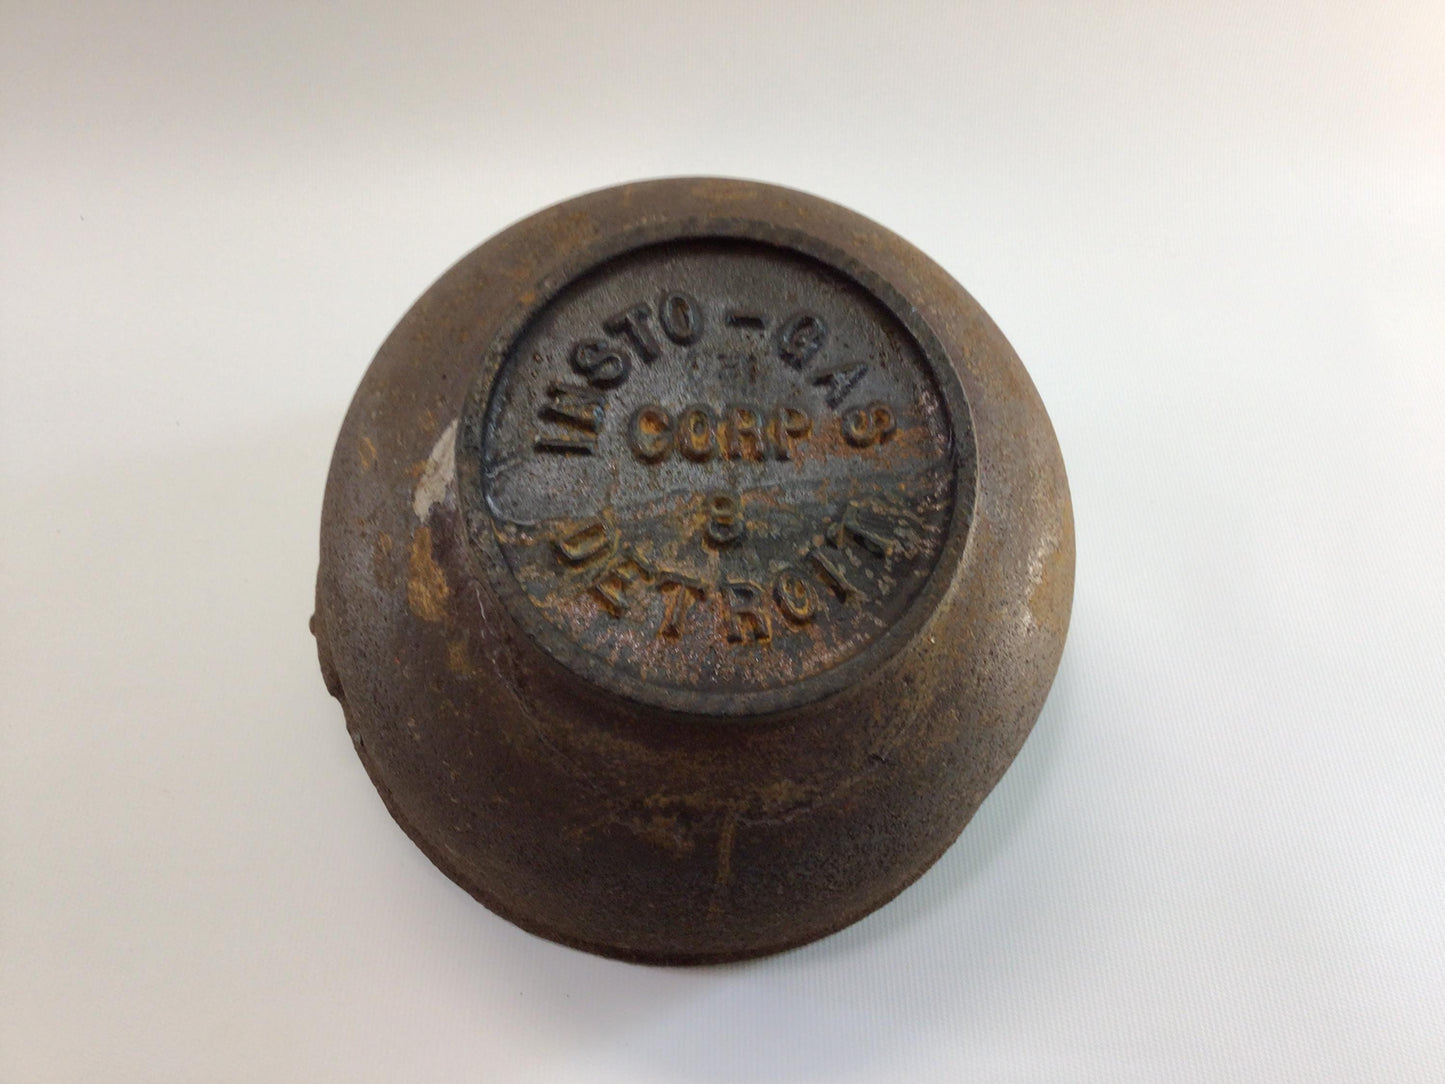 INSTO-GAS
CORP
8
DETROIT